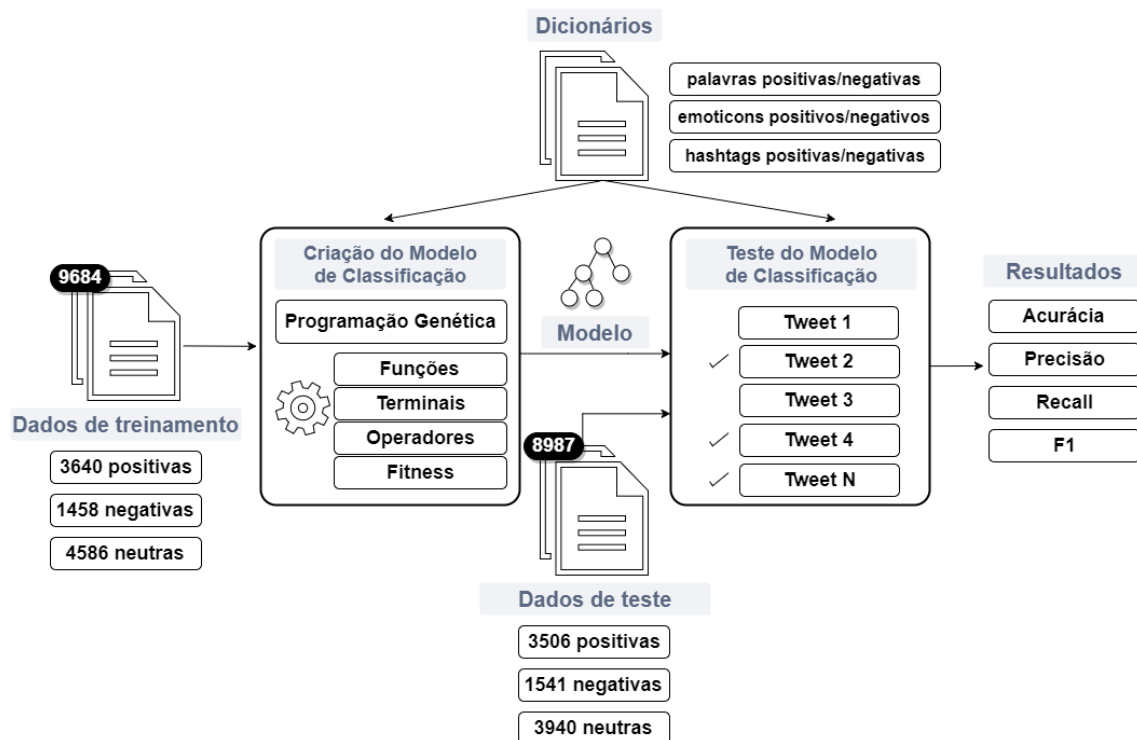 Dicionários
palavras positivas/negativas
emoticons positivos/negativos
hashtags positivas/negativas
9684
Dados de treinamento
3640 positivas
1458 negativas
4586 neutras
Criação do Modelo
de Classificação
Programação Genética
Funções
Terminais
Operadores
Fitness
Modelo
8987
Dados de teste
3506 positivas
1541 negativas
3940 neutras
Teste do Modelo
de Classificação
Tweet 1
Tweet 2
Tweet 3
Tweet 4
Tweet N
Resultados
Acurácia
Precisão
Recall
F1